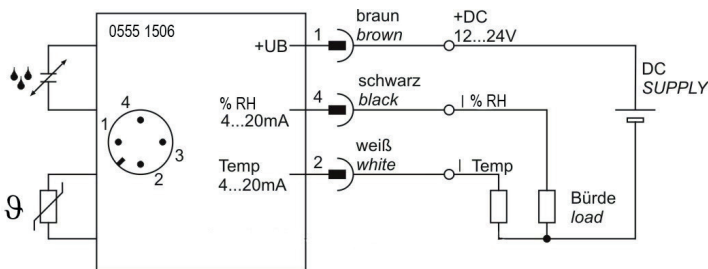 0555 1506
+UB
1
braun
brown
+DC
12...24V
DC
SUPPLY
% RH
4...20mA
4
schwarz
black
I % RH
Temp
4...20mA
2
weiß
white
I Temp
Bürde
load
4
1
3
2
ϑ